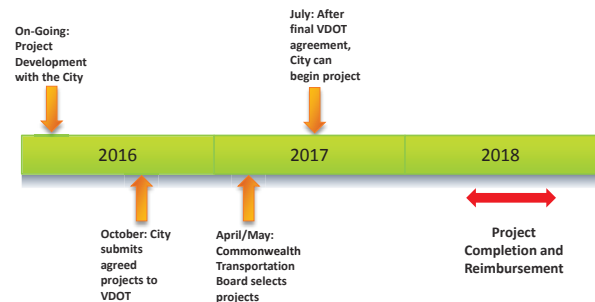 On-Going:
Project
Development
with the City
July: After
final VDOT
agreement,
City can
begin project
2016
2017
2018
October: City
submits
agreed
projects to
VDOT
April/May:
Commonwealth
Transportation
Board selects
projects
Project
Completion and
Reimbursement